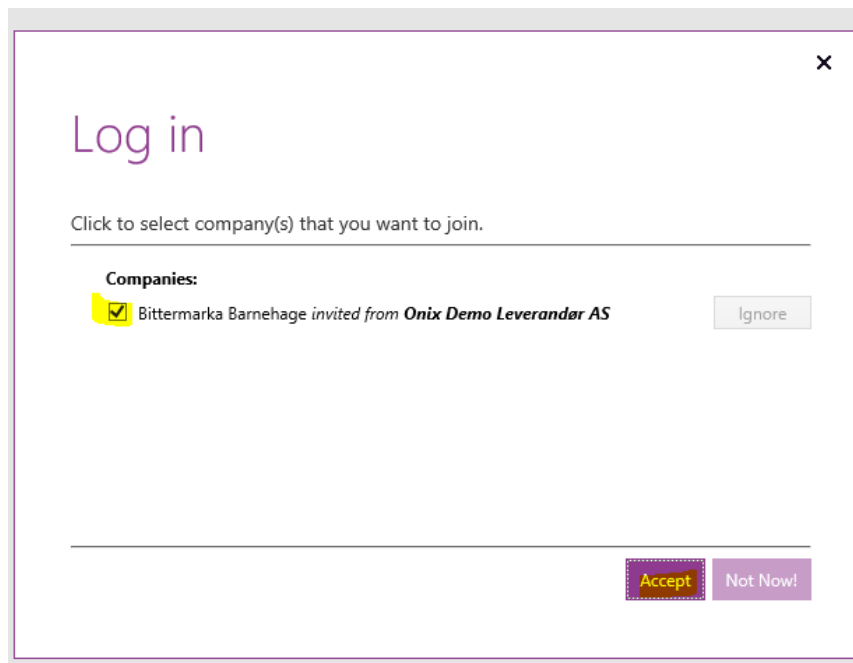 Log in
Click to select company(s) that you want to join.
Companies:
Bittermarka Barnehage invited from Onix Demo Leverandør AS
Ignore
Accept
Not Now!